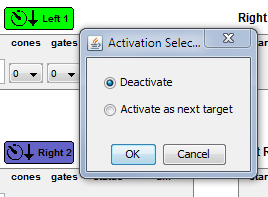 Left 1
Right
Activation Selec...
cones gates
0 0
Deactivate
Activate as next target
Right 2
OK Cancel
cones gates